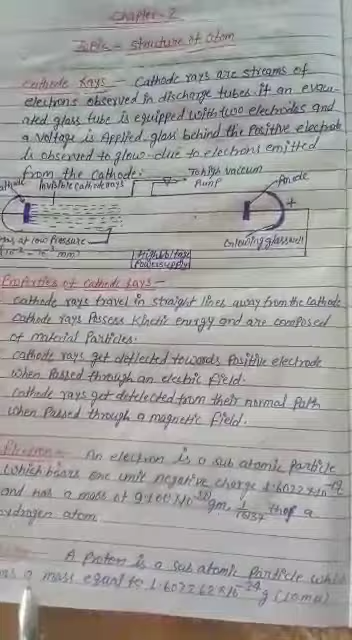 Chapter-2
Topic - Structure of Atom
Cathode Rays - Cathode rays are streams of
electrons observed in discharge tubes. If an evacu-
ated glass tube is equipped with two electrodes and
a voltage is Applied, glass behind the Positive electrode
is observed to glow due to electrons emitted
from the cathode.
To high vaccum
Pump
Invisible cathode rays
Anode
+
at low Pressure
Glowing glass wall
High voltage
Power supply
Properties of Cathode Rays -
Cathode rays travel in straight lines away from the cathode
Cathode rays Possess Kinetic energy and are composed
of material Particles.
Cathode rays get deflected towards Positive electrode
When Passed through an electric field.
Cathode rays get deflected from their normal Path
When Passed through a magnetic field.
An electron is a sub atomic Particle
Which bears one unit negative charge
and has a mass of gm,
hydrogen atom.
A Proton is a sub atomic Particle
a mass equal to